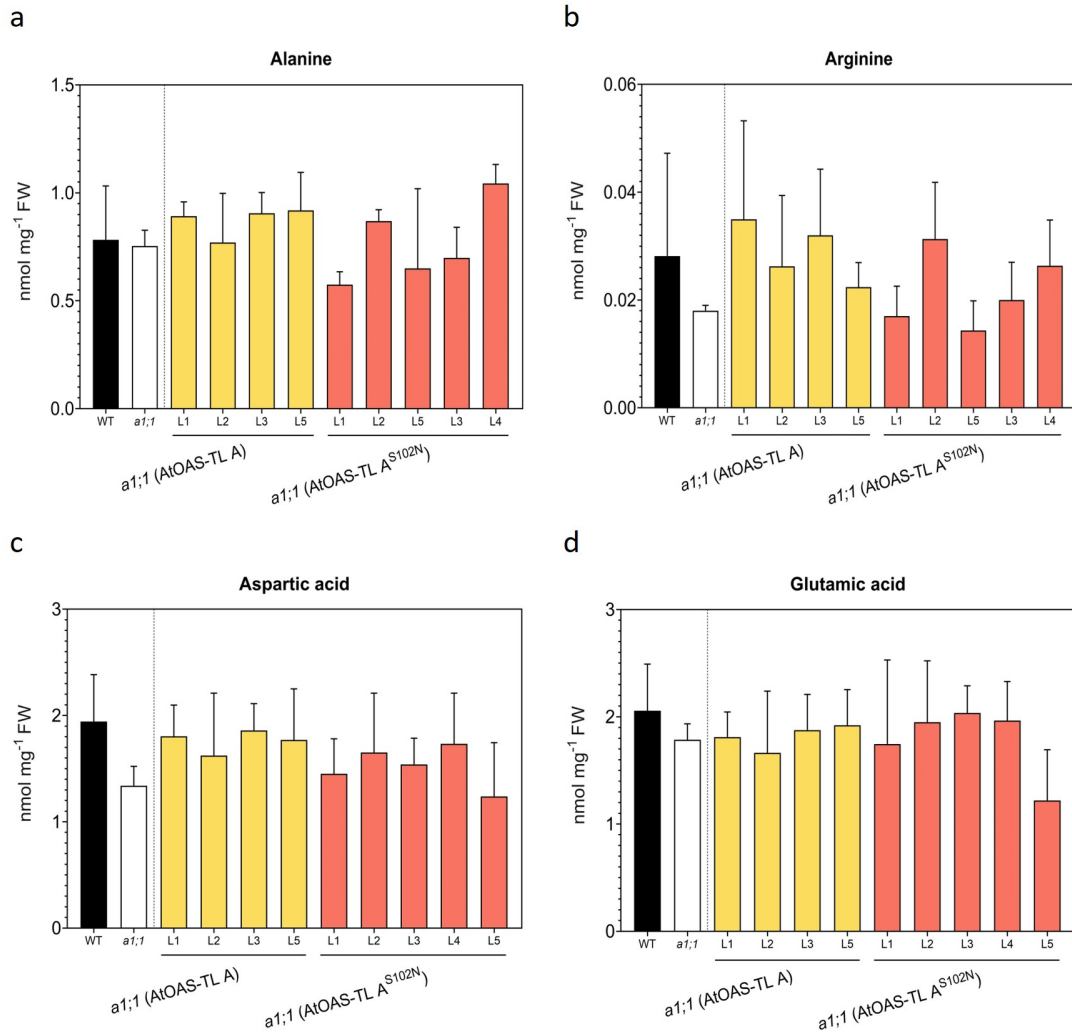 a
Alanine
nmol mg⁻¹ FW
1.5
1.0
0.5
0.0
WT a1;1 L1 L2 L3 L5 L1 L2 L5 L3 L4
a1;1 (AtOAS-TL A)
a1;1 (AtOAS-TL A^S102N)
b
Arginine
nmol mg⁻¹ FW
0.06
0.04
0.02
0.00
WT a1;1 L1 L2 L3 L5 L1 L2 L5 L3 L4
a1;1 (AtOAS-TL A)
a1;1 (AtOAS-TL A^S102N)
c
Aspartic acid
nmol mg⁻¹ FW
3
2
1
0
WT a1;1 L1 L2 L3 L5 L1 L2 L3 L4 L5
a1;1 (AtOAS-TL A)
a1;1 (AtOAS-TL A^S102N)
d
Glutamic acid
nmol mg⁻¹ FW
3
2
1
0
WT a1;1 L1 L2 L3 L5 L1 L2 L3 L4 L5
a1;1 (AtOAS-TL A)
a1;1 (AtOAS-TL A^S102N)